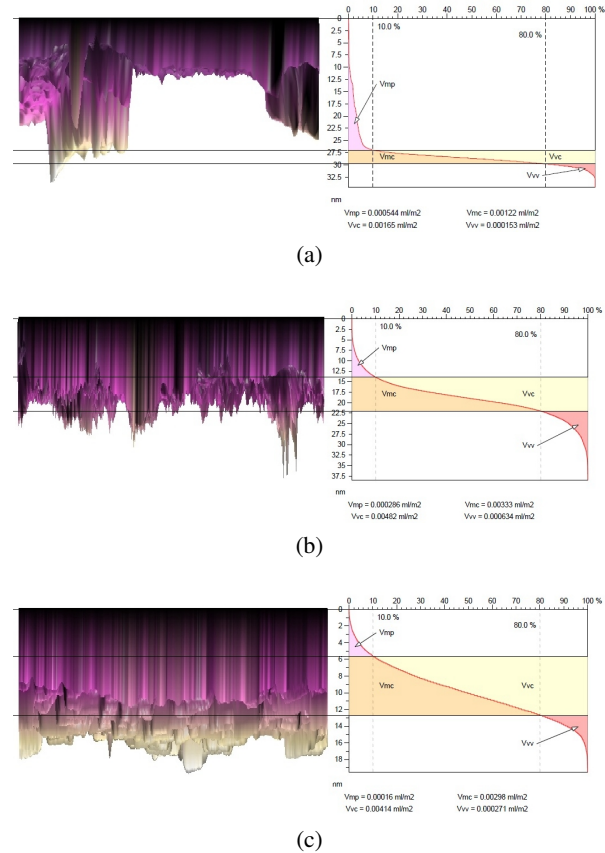 0 10 20 30 40 50 60 70 80 90 100 %
0
10.0 %
2.5
80.0 %
5
7.5
10
12.5
Vmp
15
17.5
20
22.5
25
27.5
Vmc Vvc
30
Vvv
32.5
nm
Vmp = 0.000544 ml/m2 Vmc = 0.00122 ml/m2
Vvc = 0.00165 ml/m2 Vvv = 0.000153 ml/m2
(a)
0 10 20 30 40 50 60 70 80 90 100 %
0
10.0 %
2.5
80.0 %
5
7.5
Vmp
10
12.5
15
17.5
Vmc Vvc
20
22.5
25
27.5
Vvv
30
32.5
35
37.5
nm
Vmp = 0.000286 ml/m2 Vmc = 0.00333 ml/m2
Vvc = 0.00482 ml/m2 Vvv = 0.000634 ml/m2
(b)
0 10 20 30 40 50 60 70 80 90 100 %
0
10.0 %
80.0 %
2
Vmp
4
6
8
Vmc Vvc
10
12
14
16
Vvv
18
nm
Vmp = 0.00016 ml/m2 Vmc = 0.00298 ml/m2
Vvc = 0.00414 ml/m2 Vvv = 0.000271 ml/m2
(c)